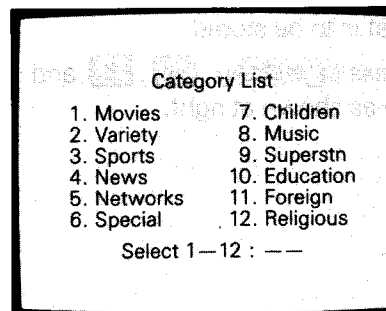 Category List
1. Movies 7. Children
2. Variety 8. Music
3. Sports 9. Superstn
4. News 10. Education
5. Networks 11. Foreign
6. Special 12. Religious
Select 1—12 : — —